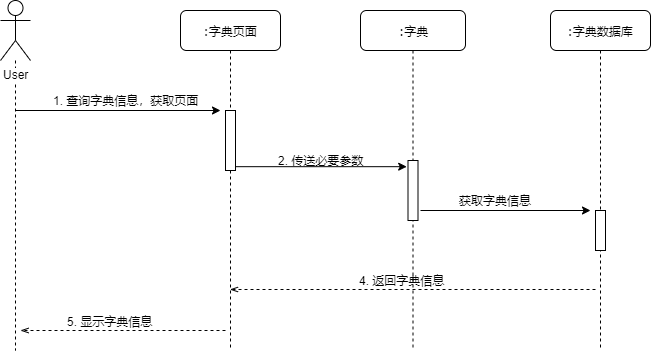 :字典页面
:字典
:字典数据库
User
1. 查询字典信息，获取页面
2. 传送必要参数
获取字典信息
4. 返回字典信息
5. 显示字典信息